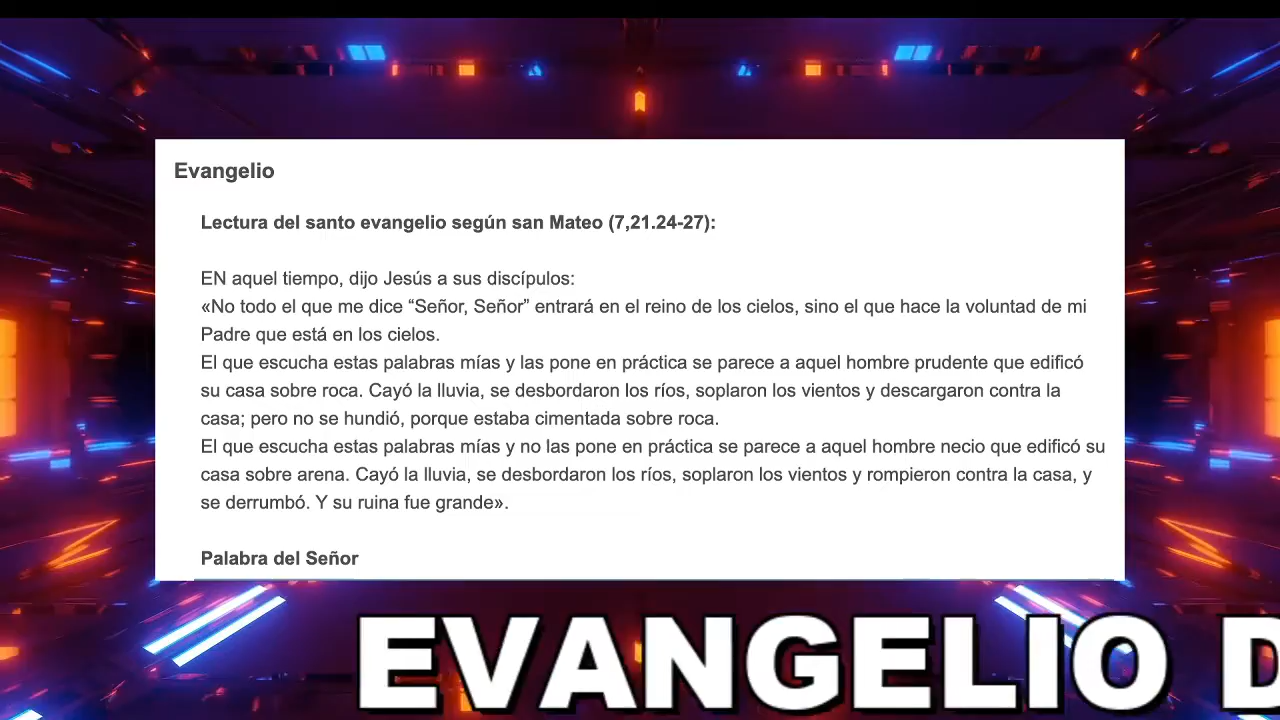 Evangelio
Lectura del santo evangelio según san Mateo (7,21.24-27):
EN aquel tiempo, dijo Jesús a sus discípulos:
«No todo el que me dice “Señor, Señor” entrará en el reino de los cielos, sino el que hace la voluntad de mi
Padre que está en los cielos.
El que escucha estas palabras mías y las pone en práctica se parece a aquel hombre prudente que edificó
su casa sobre roca. Cayó la lluvia, se desbordaron los ríos, soplaron los vientos y descargaron contra la
casa; pero no se hundió, porque estaba cimentada sobre roca.
El que escucha estas palabras mías y no las pone en práctica se parece a aquel hombre necio que edificó su
casa sobre arena. Cayó la lluvia, se desbordaron los ríos, soplaron los vientos y rompieron contra la casa, y
se derrumbó. Y su ruina fue grande».
Palabra del Señor
EVANGELIO D